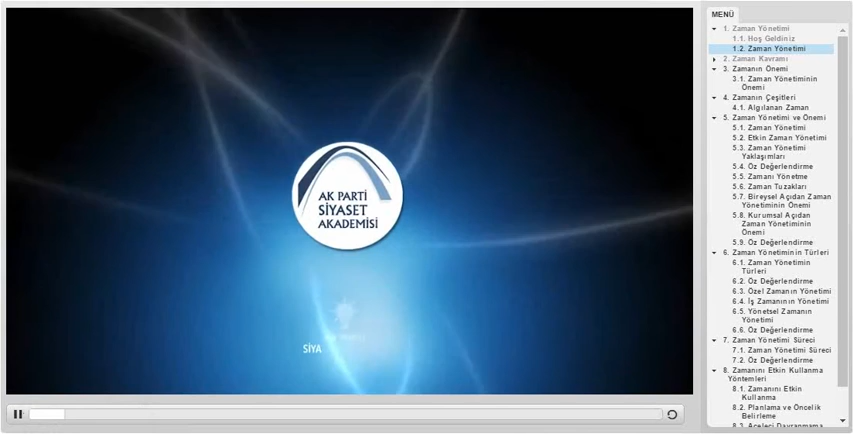 AK PARTİ
SİYASET
AKADEMİSİ
SİYA
MENÜ
1. Zaman Yönetimi
1.1. Hoş Geldiniz
1.2. Zaman Yönetimi
2. Zaman Kavramı
3. Zamanın Önemi
3.1. Zaman Yönetiminin
Önemi
4. Zamanın Çeşitleri
4.1. Algılanan Zaman
5. Zaman Yönetimi ve Önemi
5.1. Zaman Yönetimi
5.2. Etkin Zaman Yönetimi
5.3. Zaman Yönetimi
Yaklaşımları
5.4. Öz Değerlendirme
5.5. Zamanı Yönetme
5.6. Zaman Tuzakları
5.7. Bireysel Açıdan Zaman
Yönetiminin Önemi
5.8. Kurumsal Açıdan
Zaman Yönetiminin
Önemi
5.9. Öz Değerlendirme
6. Zaman Yönetiminin Türleri
6.1. Zaman Yönetimin
Türleri
6.2. Öz Değerlendirme
6.3. Özel Zamanın Yönetimi
6.4. İş Zamanının Yönetimi
6.5. Yönetsel Zamanın
Yönetimi
6.6. Öz Değerlendirme
7. Zaman Yönetimi Süreci
7.1. Zaman Yönetimi Süreci
7.2. Öz Değerlendirme
8. Zamanını Etkin Kullanma
Yöntemleri
8.1. Zamanını Etkin
Kullanma
8.2. Planlama ve Öncelik
Belirleme
8.3. Aceleci Davranmama